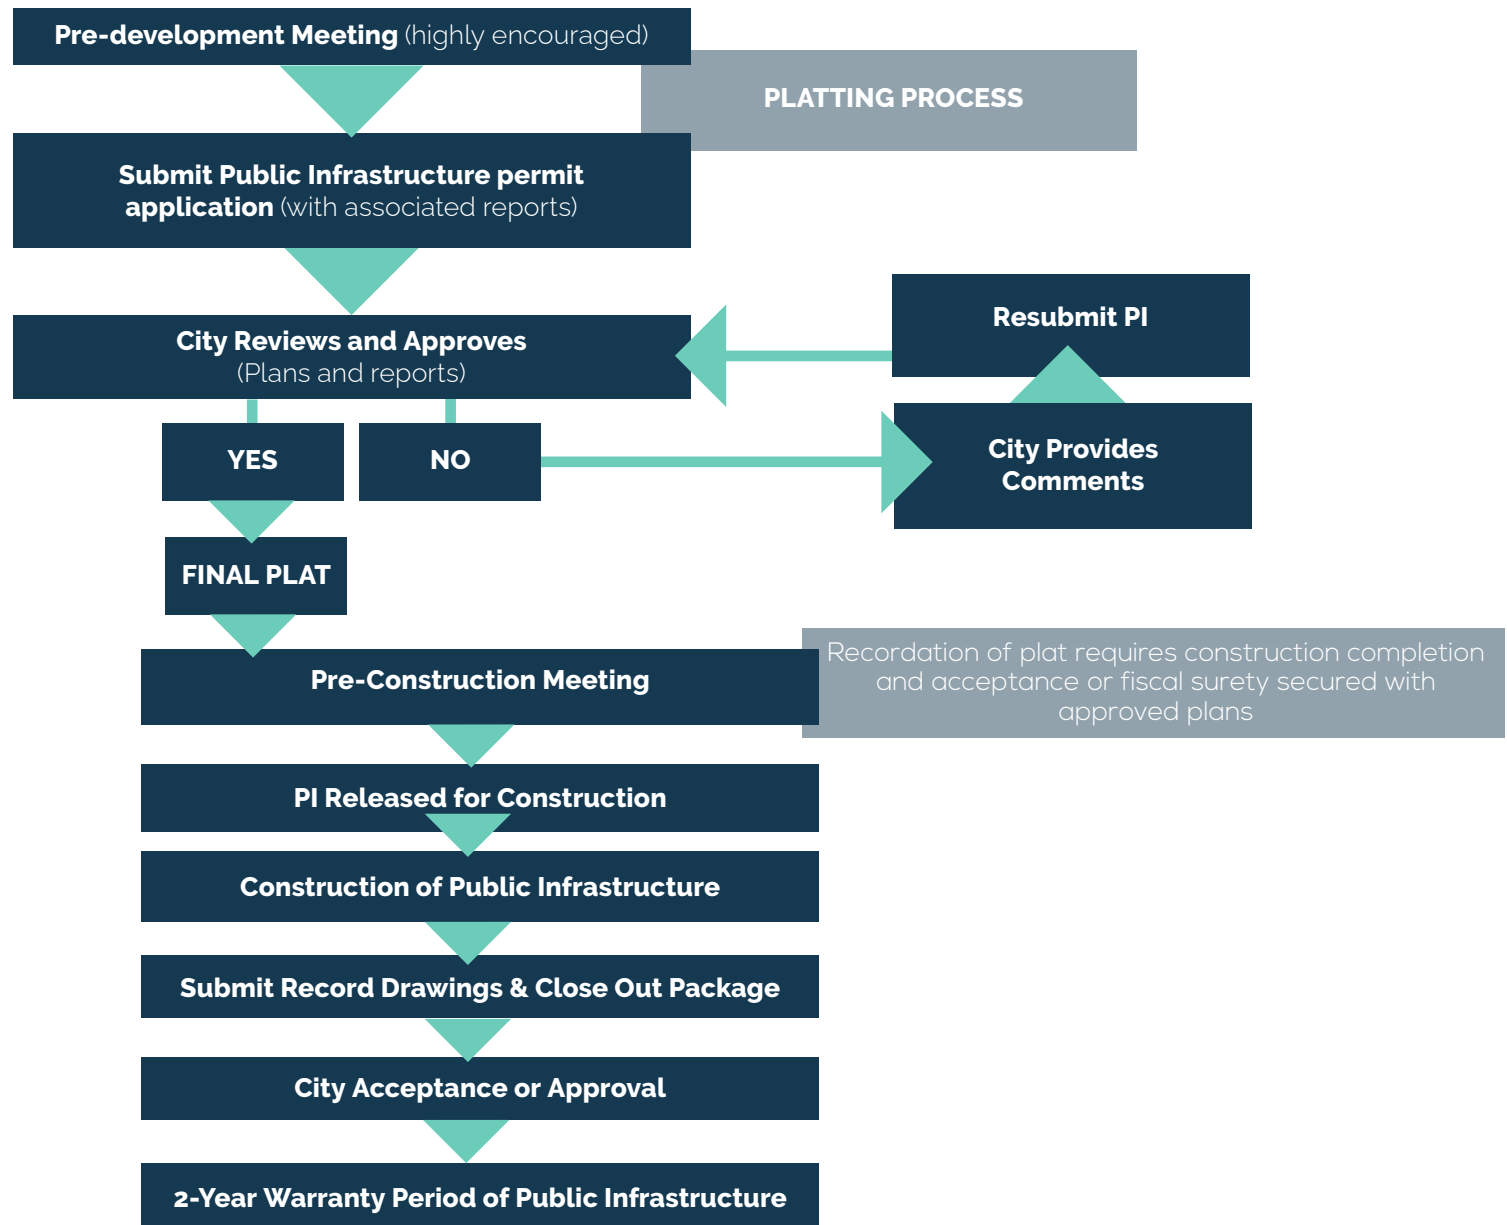 Pre-development Meeting (highly encouraged)
PLATTING PROCESS
Submit Public Infrastructure permit
application (with associated reports)
City Reviews and Approves
(Plans and reports)
Resubmit PI
YES
NO
City Provides
Comments
FINAL PLAT
Pre-Construction Meeting
Recordation of plat requires construction completion
and acceptance or fiscal surety secured with
approved plans
PI Released for Construction
Construction of Public Infrastructure
Submit Record Drawings & Close Out Package
City Acceptance or Approval
2-Year Warranty Period of Public Infrastructure